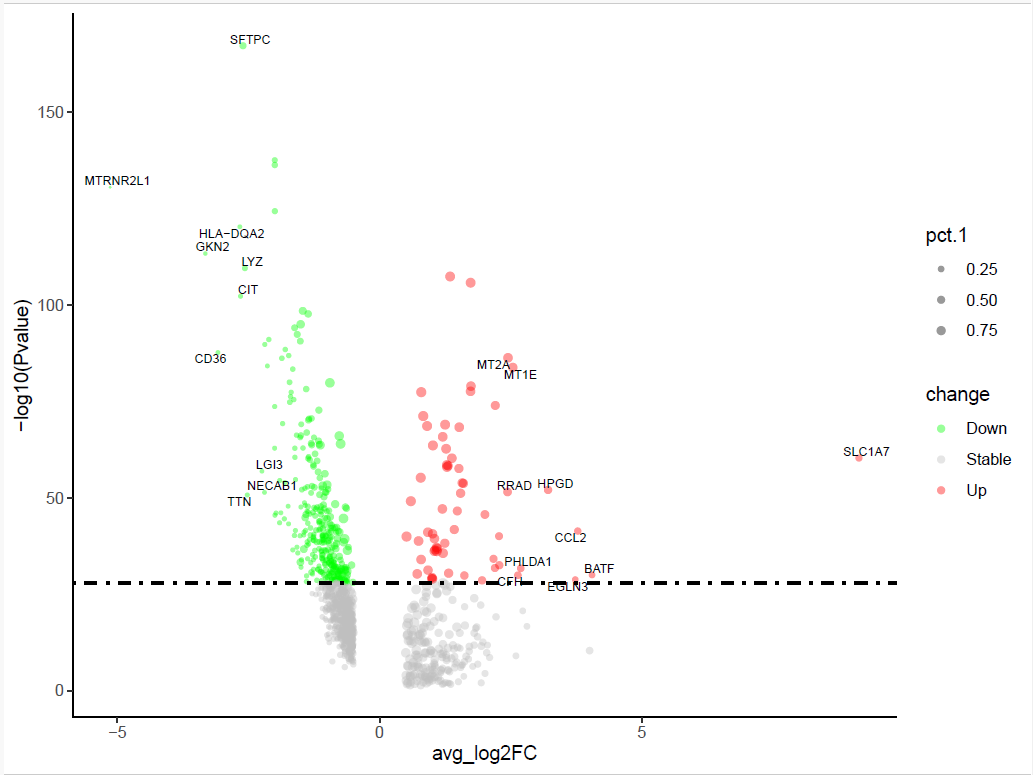 SFTPC
150
MTRNR2L1
HLA−DQA2
GKN2
LYZ
CIT
100
CD36
MT2A
MT1E
SLC1A7
LGI3
NECAB1
TTN
50
RRAD
HPGD
CCL2
PHLDA1
BATF
CFH
EGLN3
0
−5
0
5
avg_log2FC
−log10(Pvalue)
pct.1
0.25
0.50
0.75
change
Down
Stable
Up